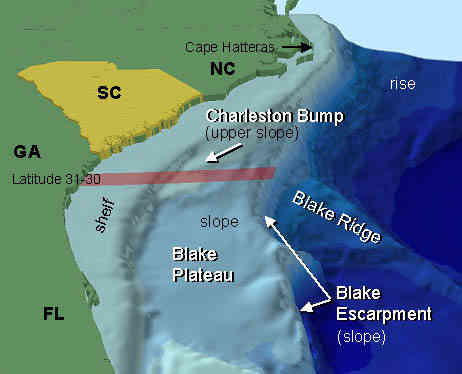 Cape Hatteras
NC
rise
SC
Charleston Bump
(upper slope)
GA
Latitude 31-30
shelf
slope
Blake Ridge
Blake
Plateau
Blake
Escarpment
(slope)
FL